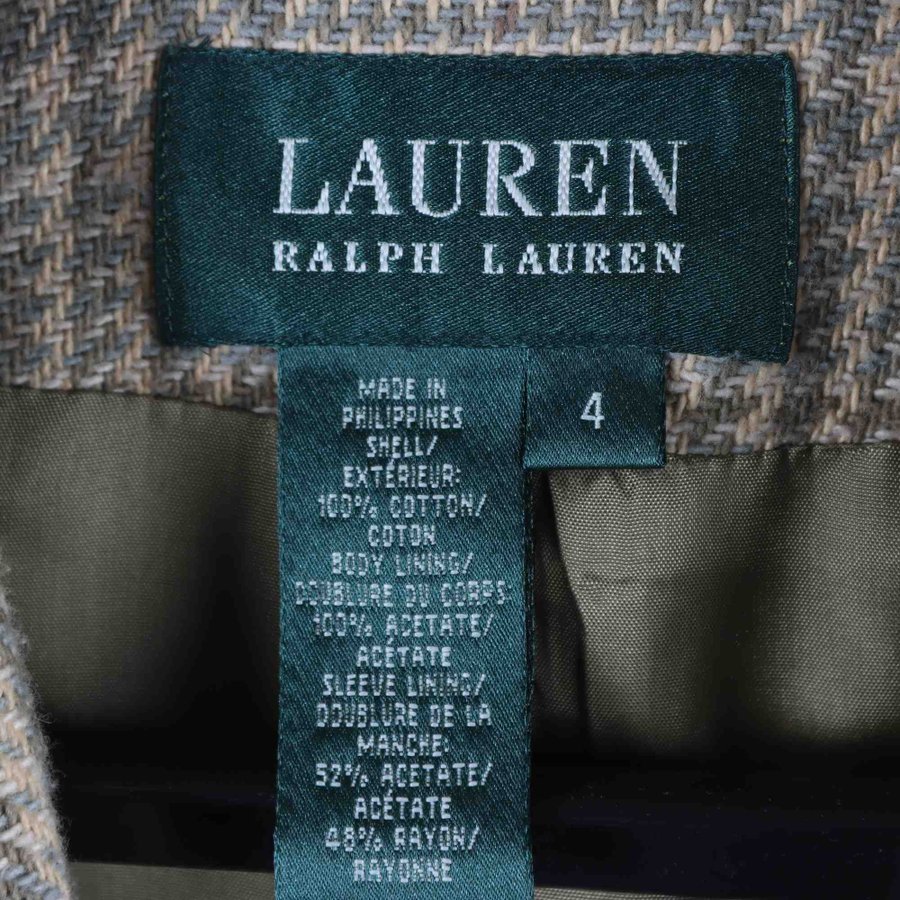 LAUREN
RALPH LAUREN
4
MADE IN
PHILIPPINES
SHELL/
EXTÉRIEUR:
100% COTTON/
COTON
BODY LINING/
DOUBLURE DU CORPS
100% ACETATE/
ACÉTATE
SLEEVE LINING/
DOUBLURE DE LA
MANCHE:
52% ACETATE/
ACÉTATE
48% RAYON/
RAYONNE